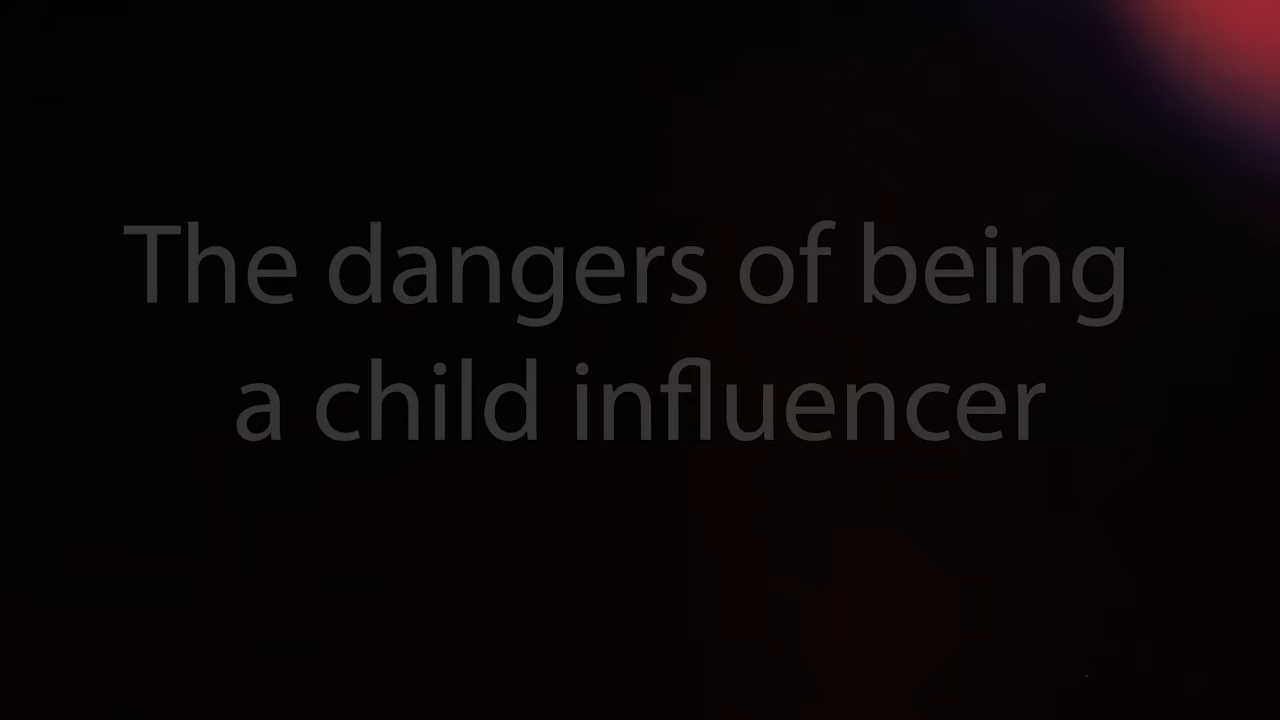 The dangers of being
a child influencer